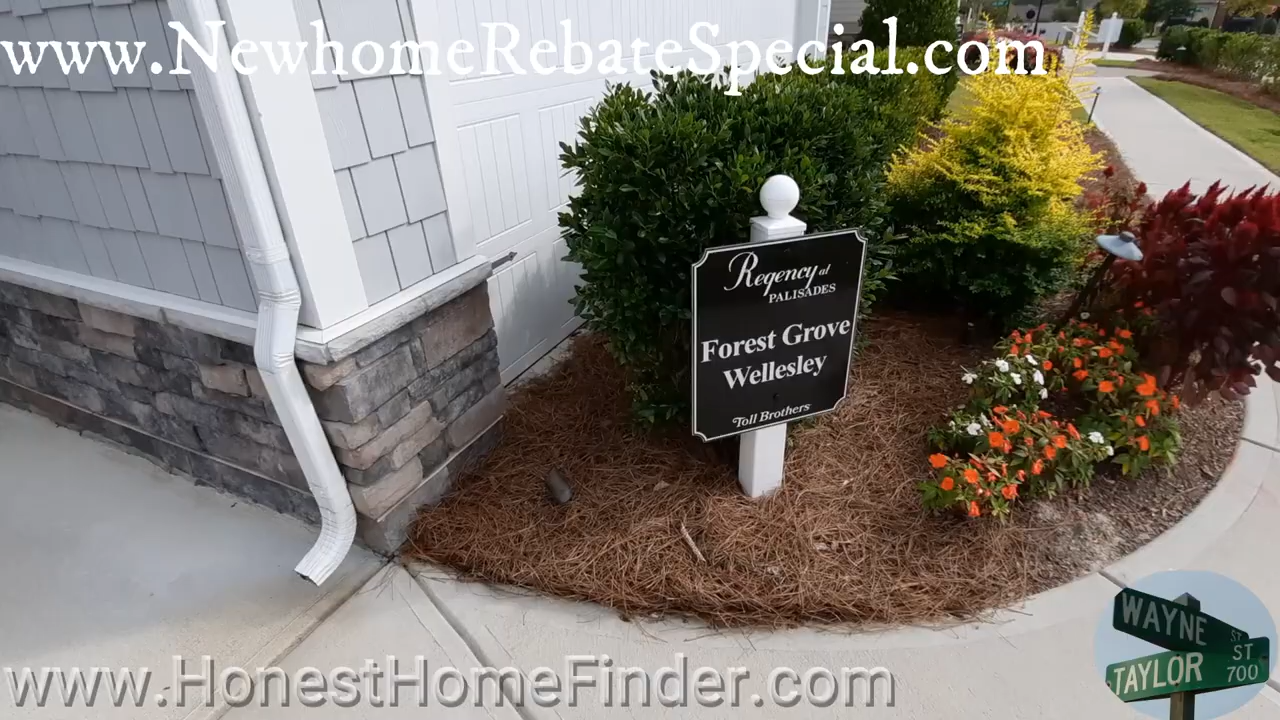 www.NewhomeRebateSpecial.com
Regency at
PALISADES
Forest Grove
Wellesley
Toll Brothers
www.HonestHomeFinder.com
WAYNE ST
TAYLOR ST
700